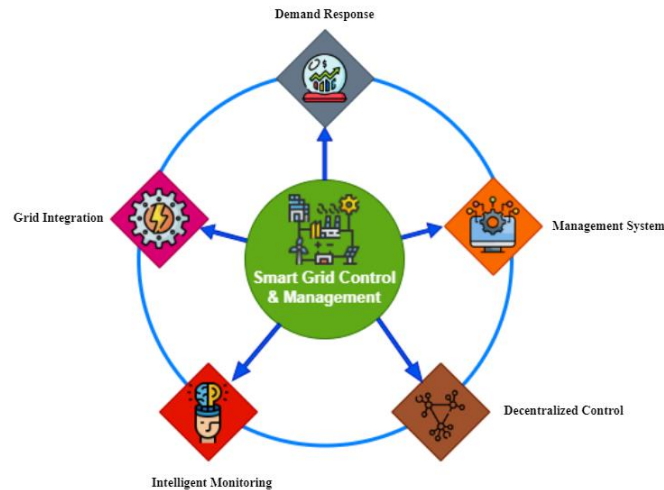 Demand Response
Grid Integration
Management System
Smart Grid Control
& Management
Decentralized Control
Intelligent Monitoring